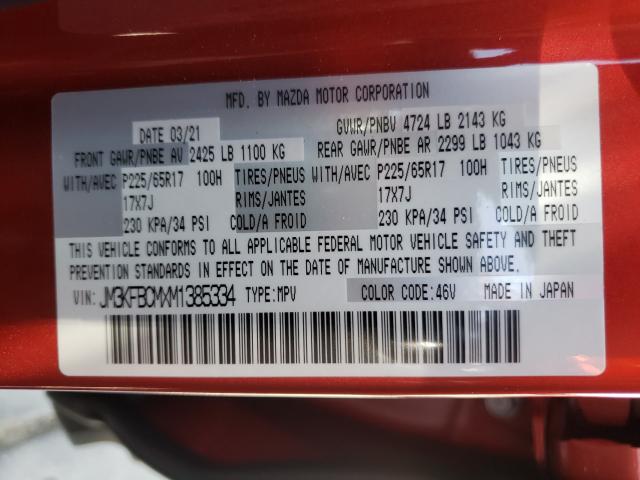 MFD. BY MAZDA MOTOR CORPORATION
DATE 03/21 GVWR/PNBV 4724 LB 2143 KG
FRONT GAWR/PNBE AV 2425 LB 1100 KG REAR GAWR/PNBE AR 2299 LB 1043 KG
WITH/AVEC P225/65R17 100H TIRES/PNEUS WITH/AVEC P225/65R17 100H TIRES/PNEUS
17X7J RIMS/JANTES 17X7J RIMS/JANTES
230 KPA/34 PSI COLD/A FROID 230 KPA/34 PSI COLD/A FROID
THIS VEHICLE CONFORMS TO ALL APPLICABLE FEDERAL MOTOR VEHICLE SAFETY AND THEFT
PREVENTION STANDARDS IN EFFECT ON THE DATE OF MANUFACTURE SHOWN ABOVE.
VIN: JM3KFBCMXM1385334 TYPE:MPV COLOR CODE:46V MADE IN JAPAN